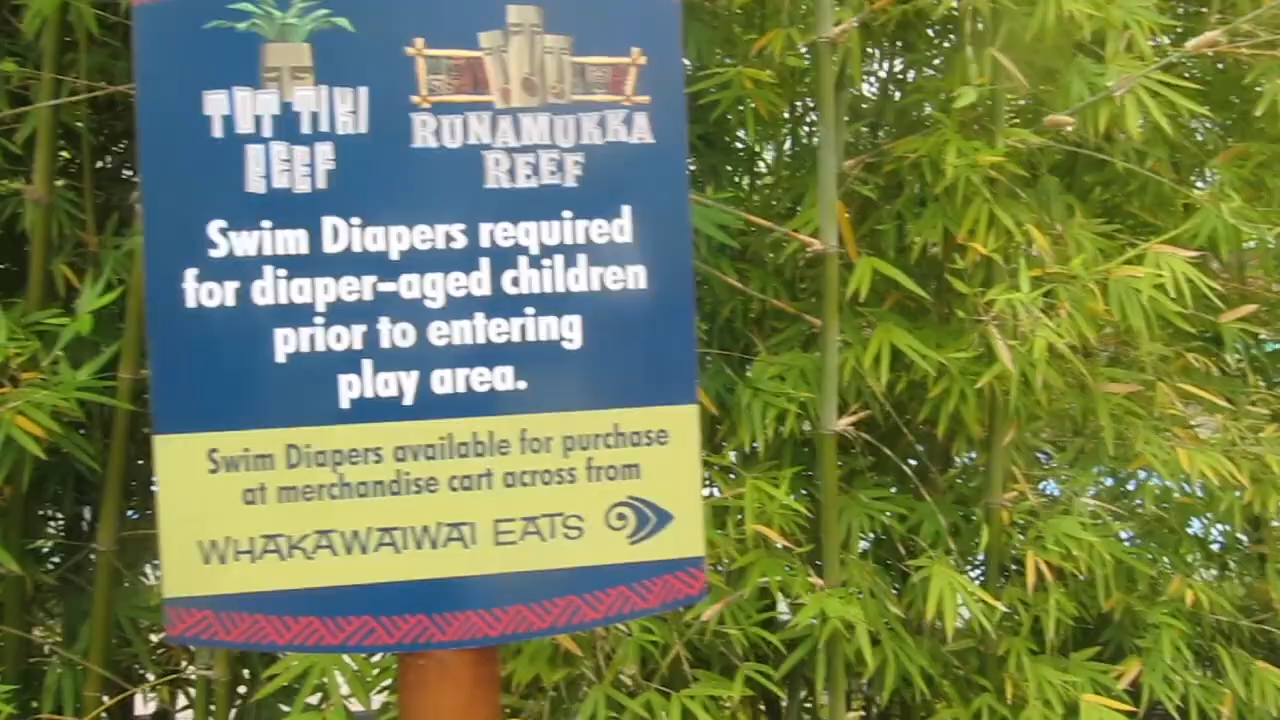 TOT TIKI
REEF
RUNAMUKKA
REEF
Swim Diapers required
for diaper-aged children
prior to entering
play area.
Swim Diapers available for purchase
at merchandise cart across from
WHAKAWAIWAI EATS